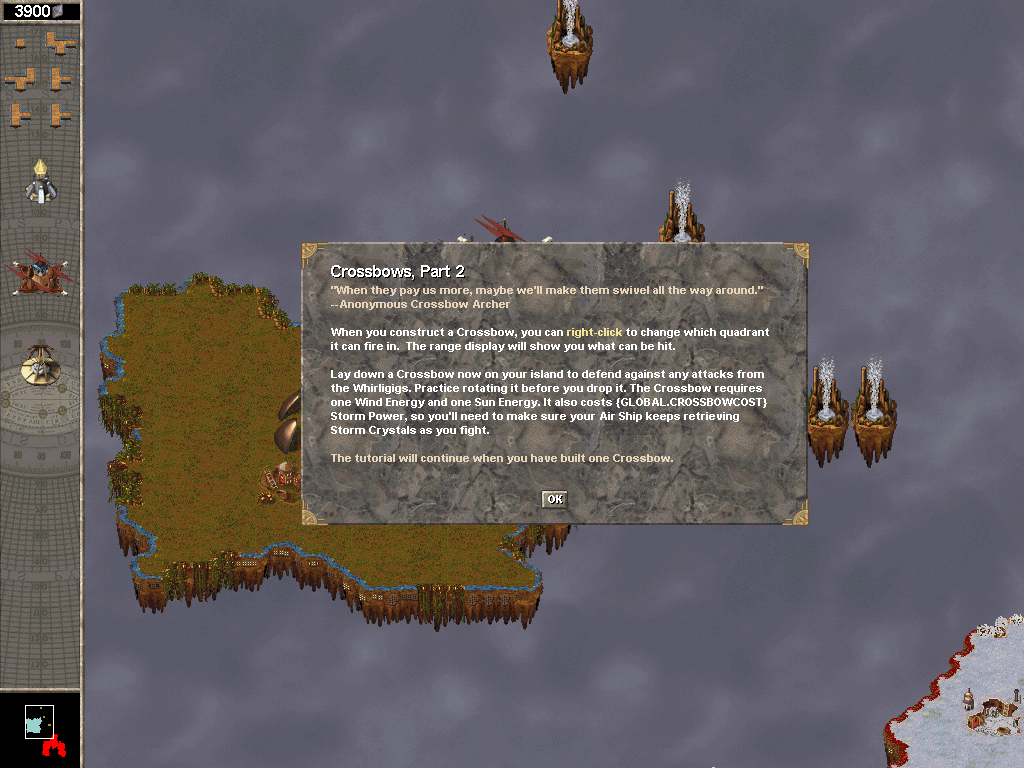 3900
Crossbows, Part 2
"When they pay us more, maybe we'll make them swivel all the way around."
--Anonymous Crossbow Archer
When you construct a Crossbow, you can right-click to change which quadrant
it can fire in. The range display will show you what can be hit.
Lay down a Crossbow now on your island to defend against any attacks from
the Whirligigs. Practice rotating it before you drop it. The Crossbow requires
one Wind Energy and one Sun Energy. It also costs {GLOBAL.CROSSBOWCOST}
Storm Power, so you'll need to make sure your Air Ship keeps retrieving
Storm Crystals as you fight.
The tutorial will continue when you have built one Crossbow.
OK